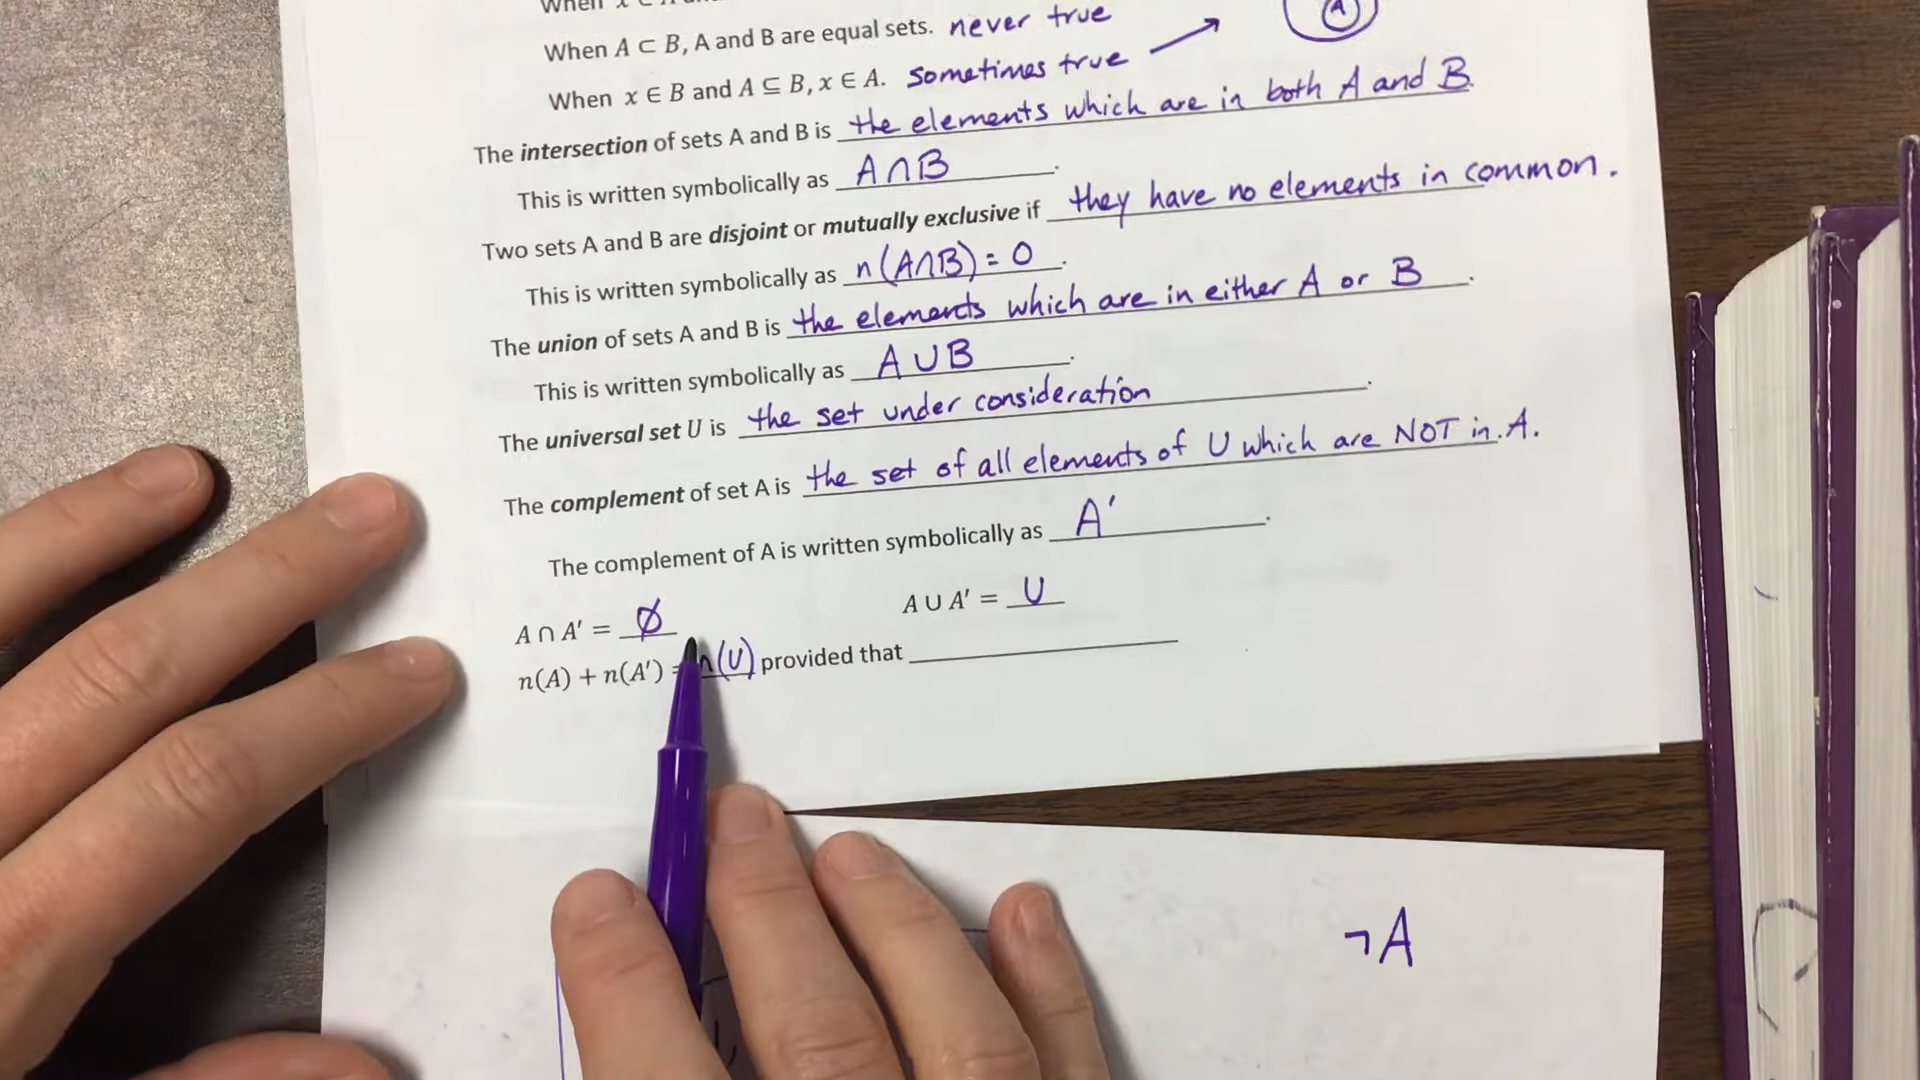 When x ∈ A
When A ⊂ B, A and B are equal sets. never true
A
When x ∈ B and A ⊆ B, x ∈ A. sometimes true
The intersection of sets A and B is the elements which are in both A and B.
This is written symbolically as A∩B.
Two sets A and B are disjoint or mutually exclusive if they have no elements in common.
This is written symbolically as n(A∩B) = 0.
The union of sets A and B is the elements which are in either A or B.
This is written symbolically as A∪B.
The universal set U is the set under consideration.
The complement of set A is the set of all elements of U which are NOT in A.
The complement of A is written symbolically as A′.
A ∩ A′ = ∅ A ∪ A′ = U
n(A) + n(A′) = n(U) provided that
¬A